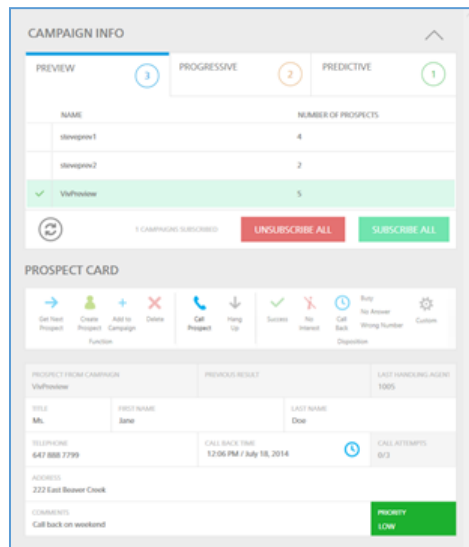 CAMPAIGN INFO
PREVIEW 3 PROGRESSIVE 2 PREDICTIVE 1
NAME NUMBER OF PROSPECTS
steveprev1 4
steveprev2 2
VivPreview 5
1 CAMPAIGNS SUBSCRIBED UNSUBSCRIBE ALL SUBSCRIBE ALL
PROSPECT CARD
Get Next Prospect Create Prospect Add to Campaign Delete Call Prospect Hang Up Success No Interest Call Back Busy No Answer Wrong Number Custom
Function Disposition
PROSPECT FROM CAMPAIGN PREVIOUS RESULT LAST HANDLING AGENT
VivPreview 1005
TITLE FIRST NAME LAST NAME
Ms. Jane Doe
TELEPHONE CALL BACK TIME CALL ATTEMPTS
647 888 7799 12:06 PM / July 18, 2014 0/3
ADDRESS
222 East Beaver Creek
COMMENTS PRIORITY
Call back on weekend LOW